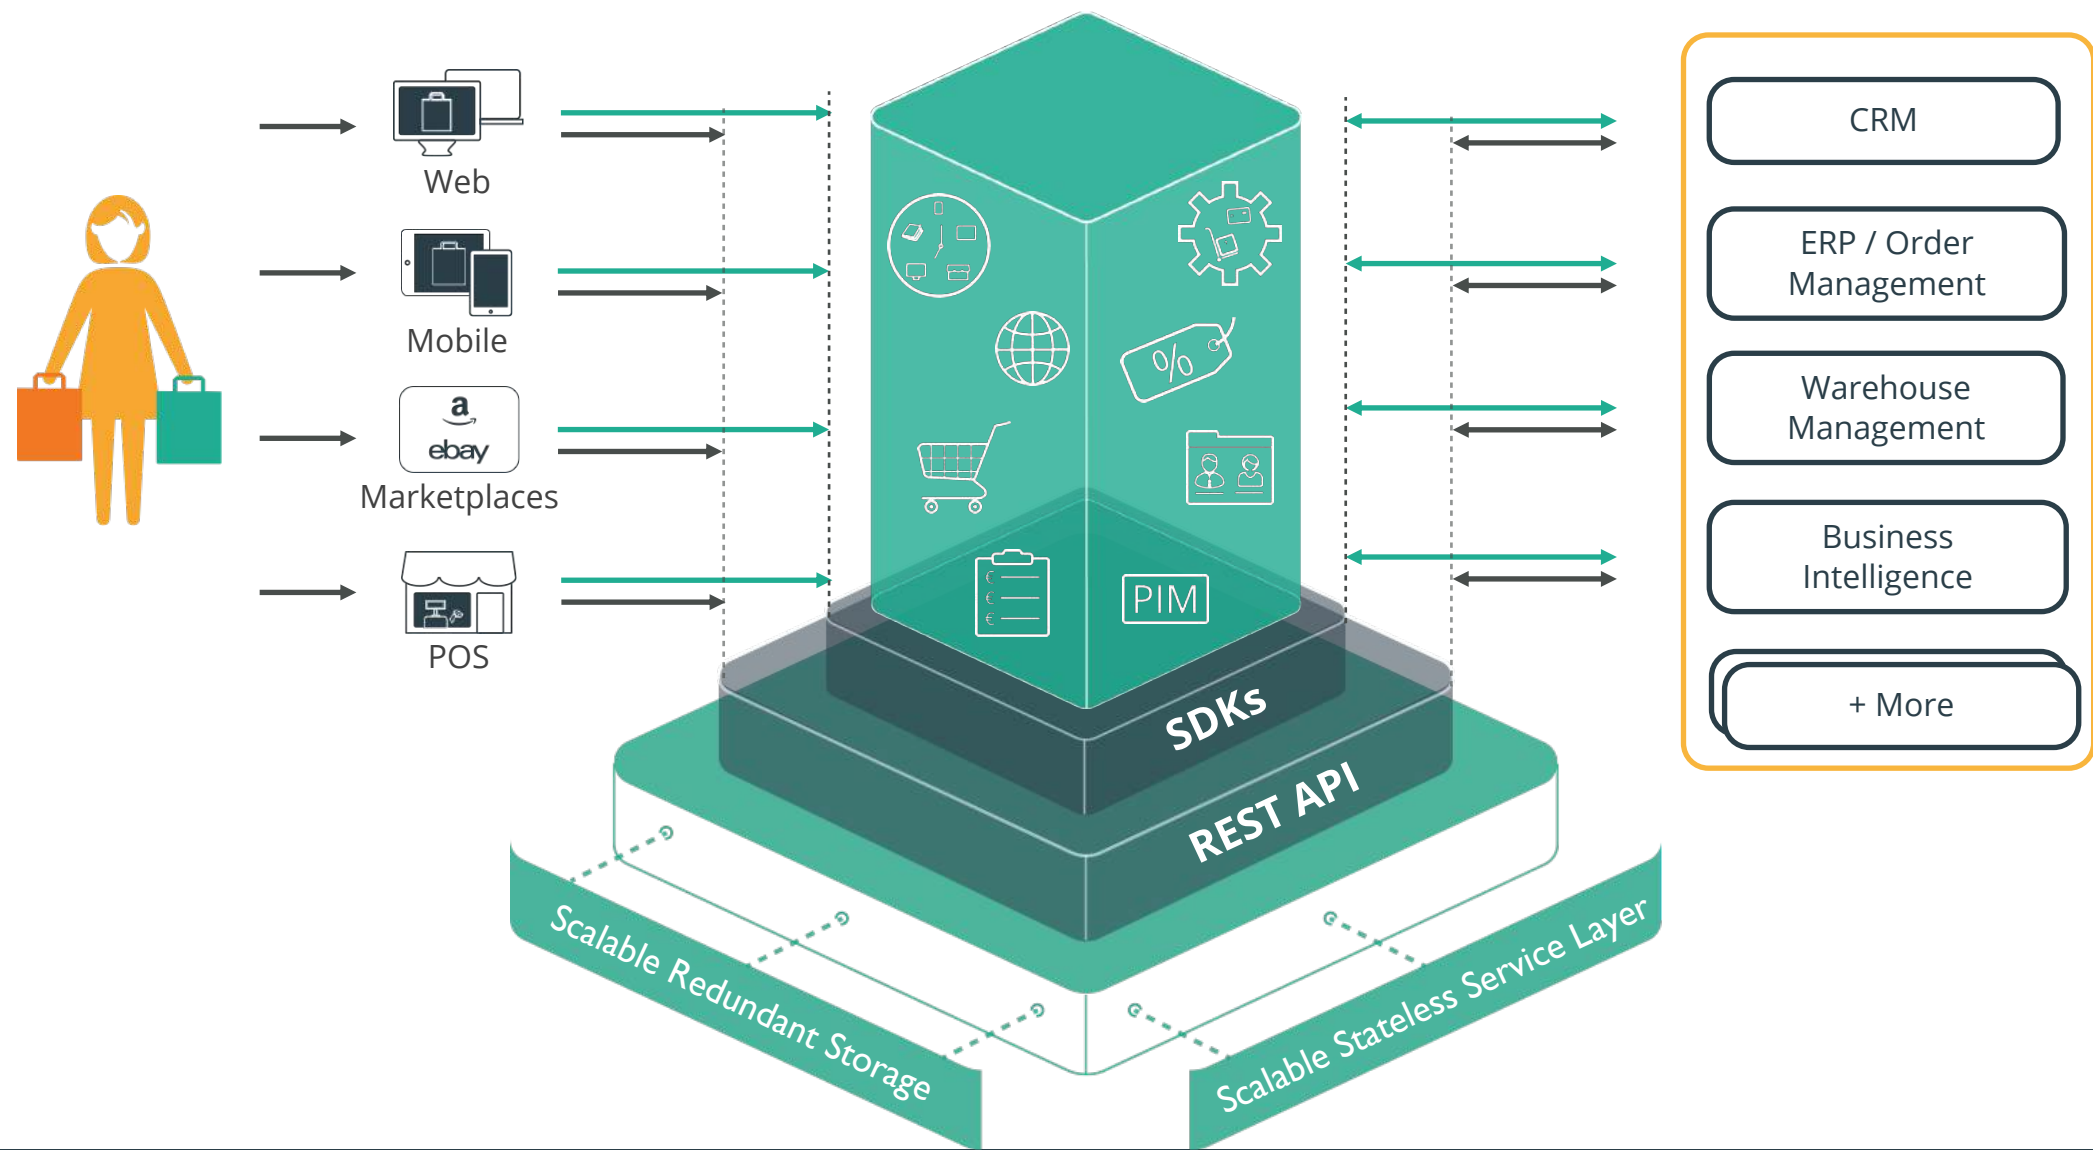 Web
Mobile
a
ebay
Marketplaces
POS
%
PIM
SDKs
REST API
Scalable Redundant Storage
Scalable Stateless Service Layer
CRM
ERP / Order
Management
Warehouse
Management
Business
Intelligence
+ More